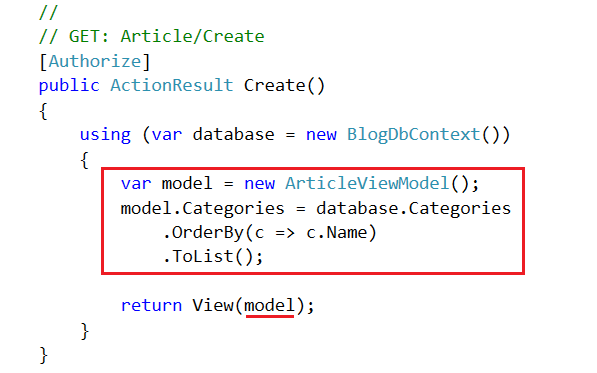 //
// GET: Article/Create
[Authorize]
public ActionResult Create()
{
    using (var database = new BlogDbContext())
    {
        var model = new ArticleViewModel();
        model.Categories = database.Categories
            .OrderBy(c => c.Name)
            .ToList();

        return View(model);
    }
}